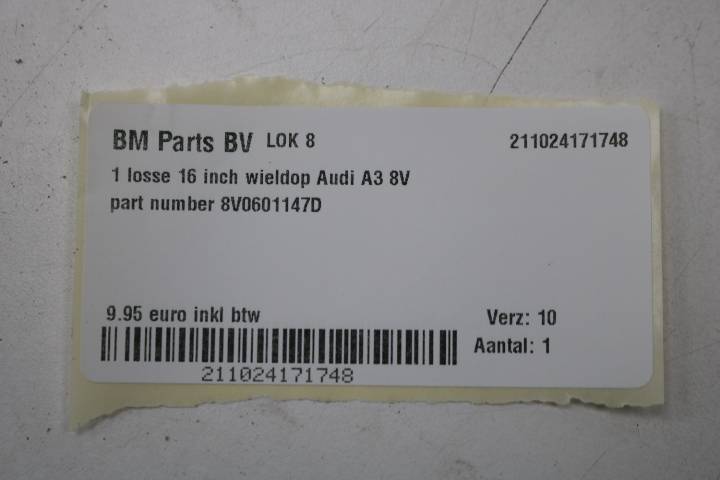 BM Parts BV LOK 8 211024171748
1 losse 16 inch wieldop Audi A3 8V
part number 8V0601147D
9.95 euro inkl btw Verz: 10
Aantal: 1
211024171748